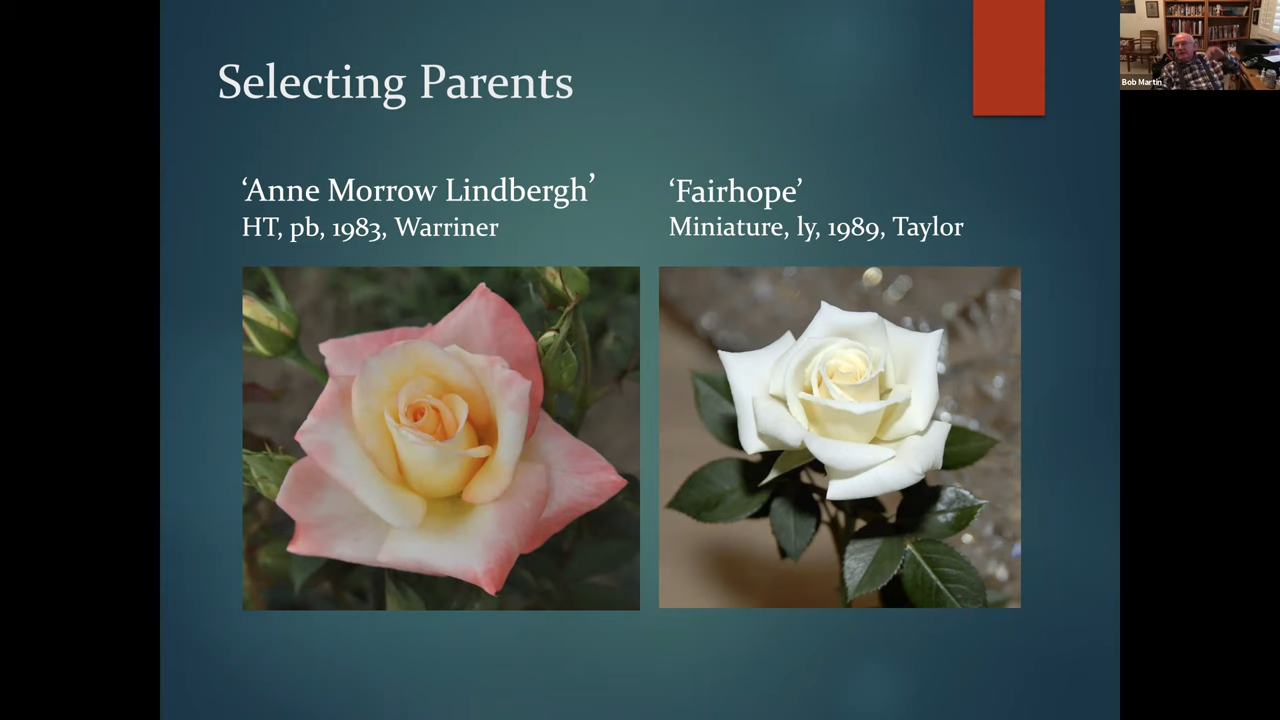 Selecting Parents
‘Anne Morrow Lindbergh’
HT, pb, 1983, Warriner
‘Fairhope’
Miniature, ly, 1989, Taylor
Bob Martin